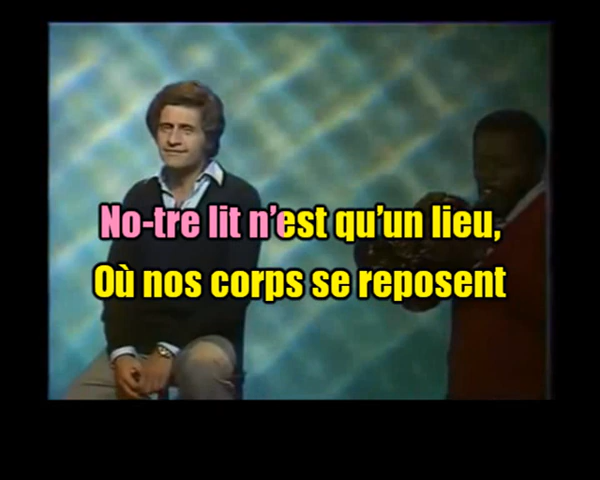 No-tre lit n'est qu'un lieu,
Où nos corps se reposent